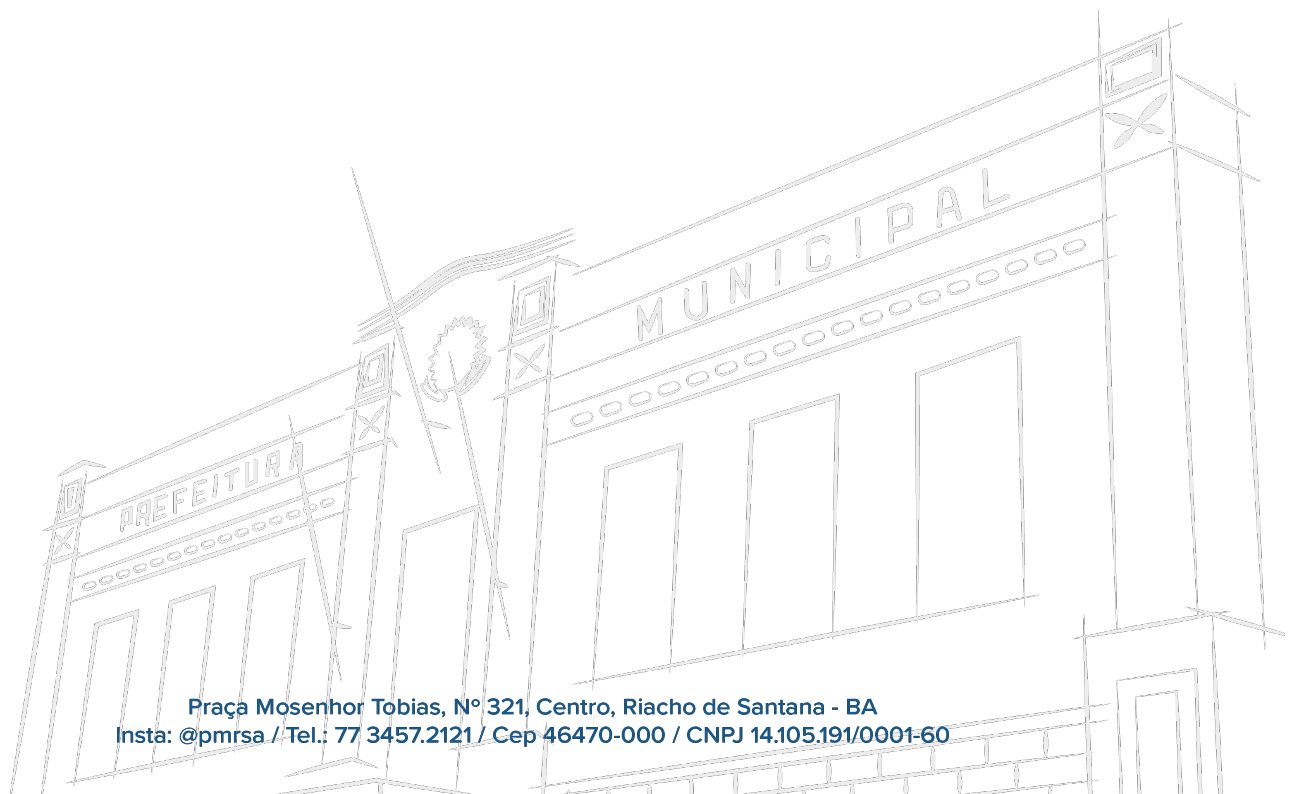 MUNICIPAL
PREFEITURA
Praça Mosenhor Tobias, Nº 321, Centro, Riacho de Santana - BA
Insta: @pmrsa / Tel.: 77 3457.2121 / Cep 46470-000 / CNPJ 14.105.191/0001-60